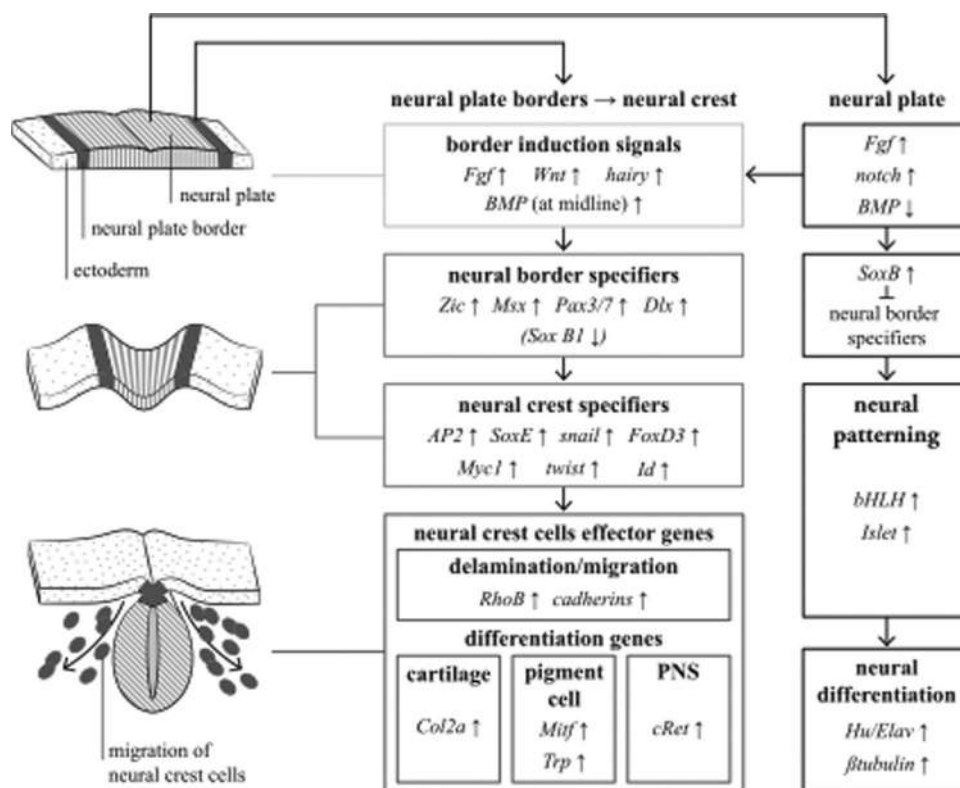 neural plate borders → neural crest
neural plate
border induction signals
Fgf ↑ Wnt ↑ hairy ↑
BMP (at midline) ↑
Fgf ↑
notch ↑
BMP ↓
neural plate
neural plate border
ectoderm
neural border specifiers
Zic ↑ Msx ↑ Pax3/7 ↑ Dlx ↑
(Sox B1 ↓)
SoxB ↑
⊥
neural border
specifiers
neural crest specifiers
AP2 ↑ SoxE ↑ snail ↑ FoxD3 ↑
Myc1 ↑ twist ↑ Id ↑
neural
patterning
bHLH ↑
Islet ↑
neural crest cells effector genes
delamination/migration
RhoB ↑ cadherins ↑
differentiation genes
cartilage
Col2a ↑
pigment
cell
Mitf ↑
Trp ↑
PNS
cRet ↑
neural
differentiation
Hu/Elav ↑
βtubulin ↑
migration of
neural crest cells